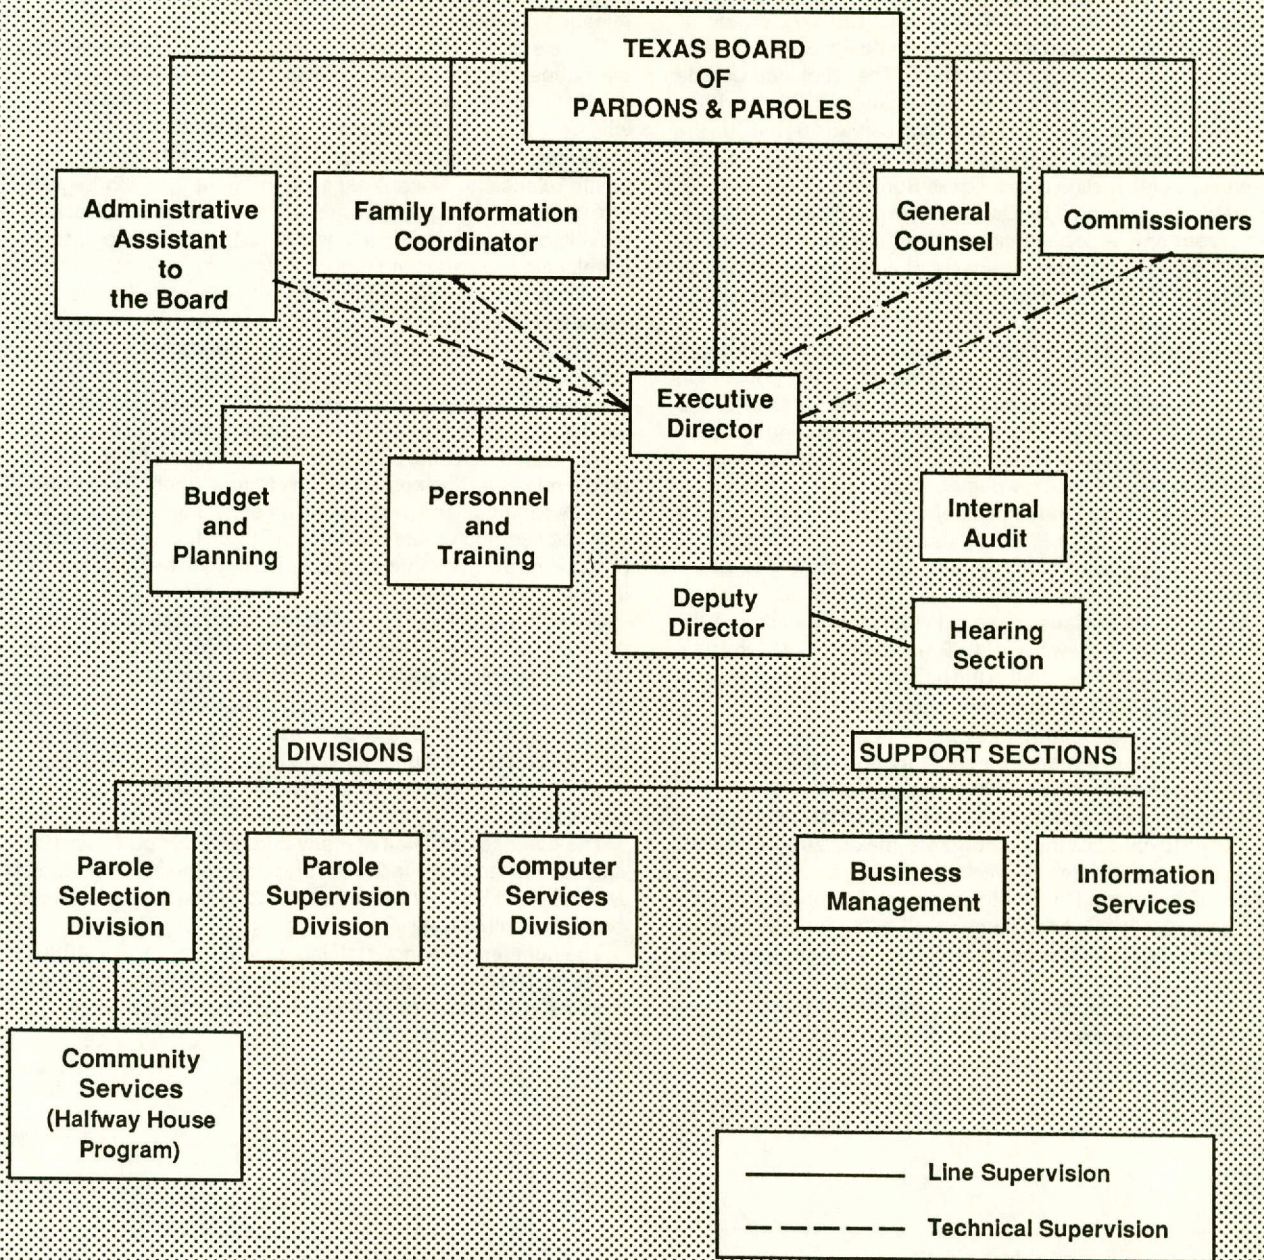 TEXAS BOARD
OF
PARDONS & PAROLES
Administrative
Assistant
to
the Board
Family Information
Coordinator
General
Counsel
Commissioners
Executive
Director
Budget
and
Planning
Personnel
and
Training
Internal
Audit
Deputy
Director
Hearing
Section
DIVISIONS
SUPPORT SECTIONS
Parole
Selection
Division
Parole
Supervision
Division
Computer
Services
Division
Business
Management
Information
Services
Community
Services
(Halfway House
Program)
Line Supervision
Technical Supervision